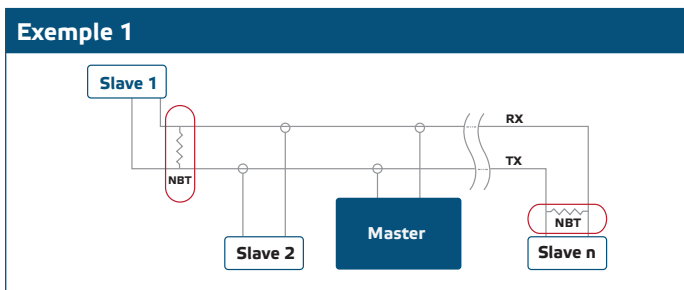 Exemple 1
Slave 1
RX
TX
NBT
NBT
Master
Slave 2
Slave n